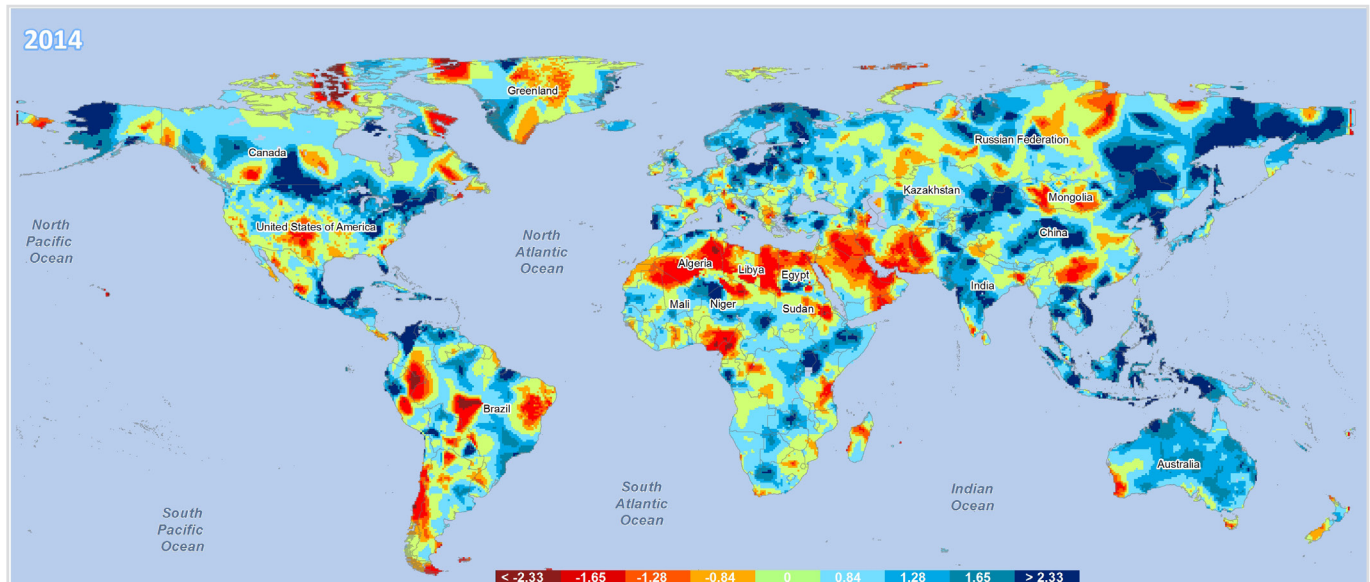 2014
Greenland
Canada
Russian Federation
Kazakhstan
Mongolia
North
Pacific
Ocean
United States of America
North
Atlantic
Ocean
China
Algeria
Libya
Egypt
India
Mali
Niger
Sudan
Brazil
Australia
South
Pacific
Ocean
South
Atlantic
Ocean
Indian
Ocean
< -2.33 -1.65 -1.28 -0.84 0 0.84 1.28 1.65 > 2.33